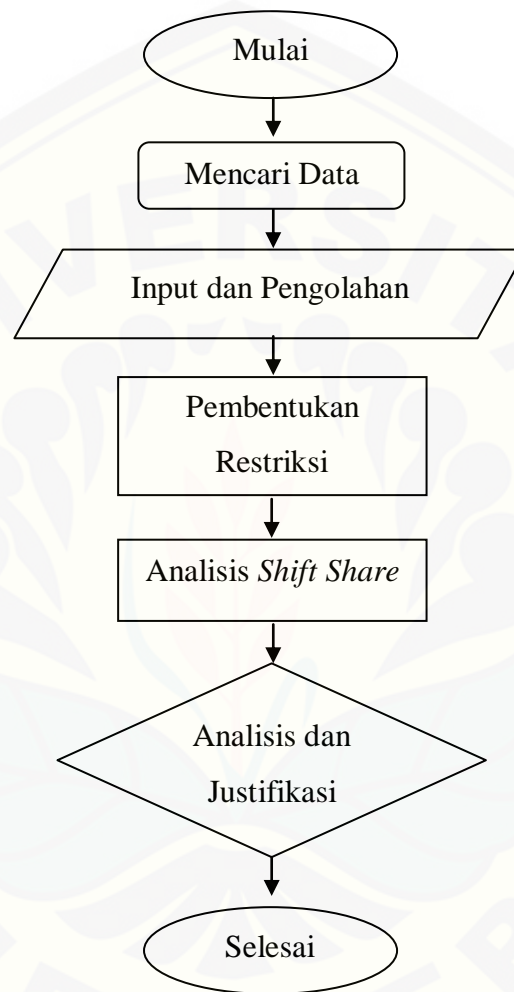 Mulai
Mencari Data
Input dan Pengolahan
Pembentukan
Restriksi
Analisis Shift Share
Analisis dan
Justifikasi
Selesai